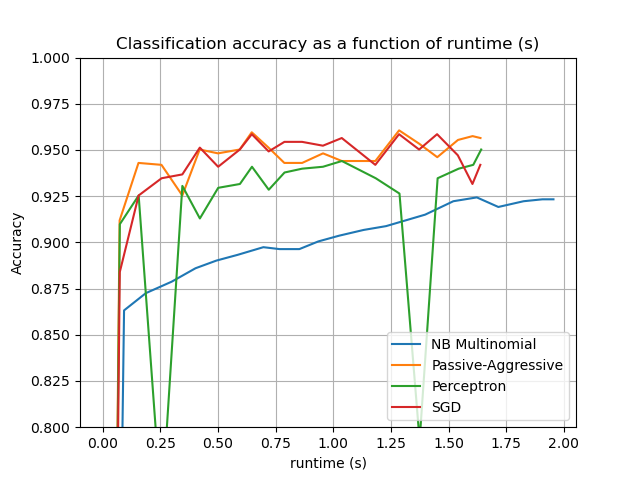 Classification accuracy as a function of runtime (s)
1.000
0.975
0.950
0.925
0.900
0.875
0.850
0.825
0.800
Accuracy
NB Multinomial
Passive-Aggressive
Perceptron
SGD
0.00 0.25 0.50 0.75 1.00 1.25 1.50 1.75 2.00
runtime (s)